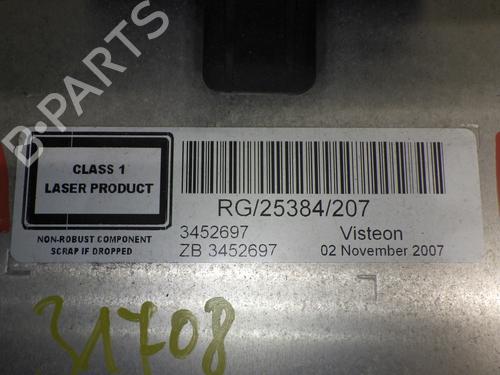 CLASS 1
LASER PRODUCT
NON-ROBUST COMPONENT
SCRAP IF DROPPED
RG/25384/207
3452697 Visteon
ZB 3452697 02 November 2007
31708
B-PARTS